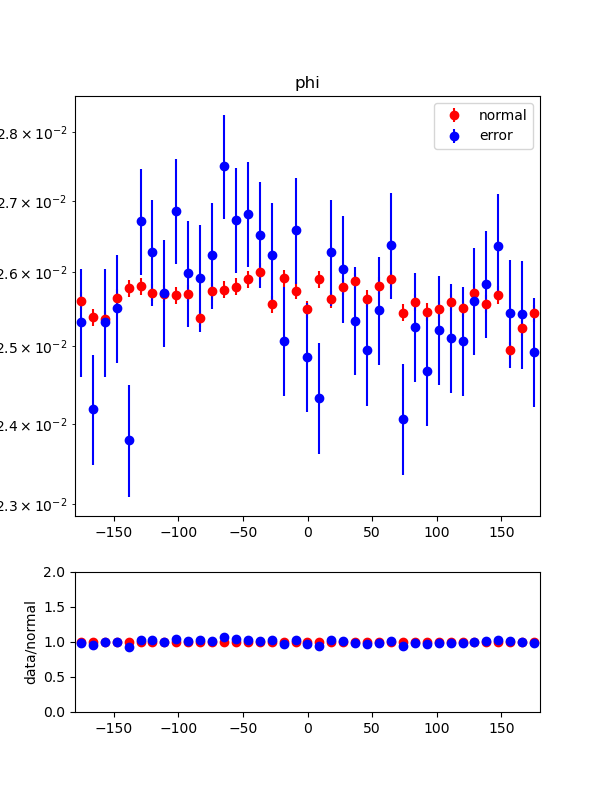 phi
normal
error
2.8 × 10⁻²
2.7 × 10⁻²
2.6 × 10⁻²
2.5 × 10⁻²
2.4 × 10⁻²
2.3 × 10⁻²
−150 −100 −50 0 50 100 150
data/normal
2.0
1.5
1.0
0.5
0.0
−150 −100 −50 0 50 100 150